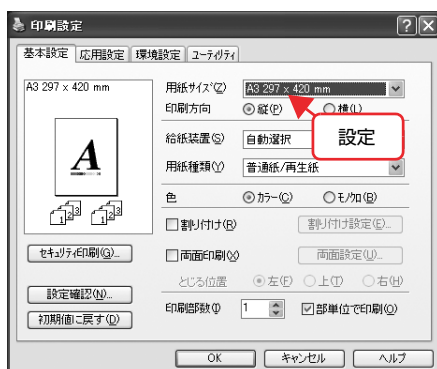 印刷設定
基本設定 応用設定 環境設定 ユーティリティ
A3 297 x 420 mm
用紙サイズ(Z) A3 297 x 420 mm
印刷方向 縦(P) 横(L)
設定
給紙装置(S) 自動選択
用紙種類(Y) 普通紙/再生紙
A
色 カラー(C) モノクロ(B)
1 2 3 1 2 3
割り付け(R) 割り付け設定(E)...
セキュリティ印刷(G)...
両面印刷(X) 両面設定(U)...
とじる位置 左(F) 上(T) 右(H)
設定確認(N)...
初期値に戻す(D)
印刷部数(I) 1 部単位で印刷(O)
OK キャンセル ヘルプ